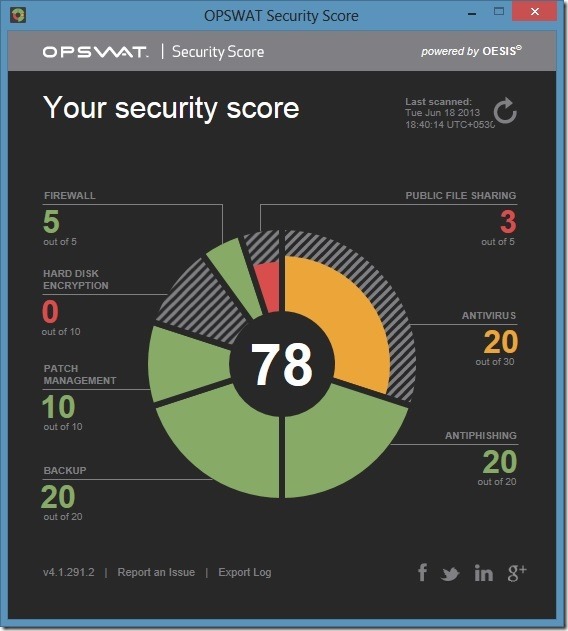 OPSWAT Security Score
OPSWAT. | Security Score
powered by OESIS®
Your security score
Last scanned:
Tue Jun 18 2013
18:40:14 UTC+053
FIREWALL
5
out of 5
PUBLIC FILE SHARING
3
out of 5
HARD DISK
ENCRYPTION
0
out of 10
ANTIVIRUS
20
out of 30
78
PATCH
MANAGEMENT
10
out of 10
ANTIPHISHING
20
out of 20
BACKUP
20
out of 20
v4.1.291.2 | Report an Issue | Export Log
f in g+